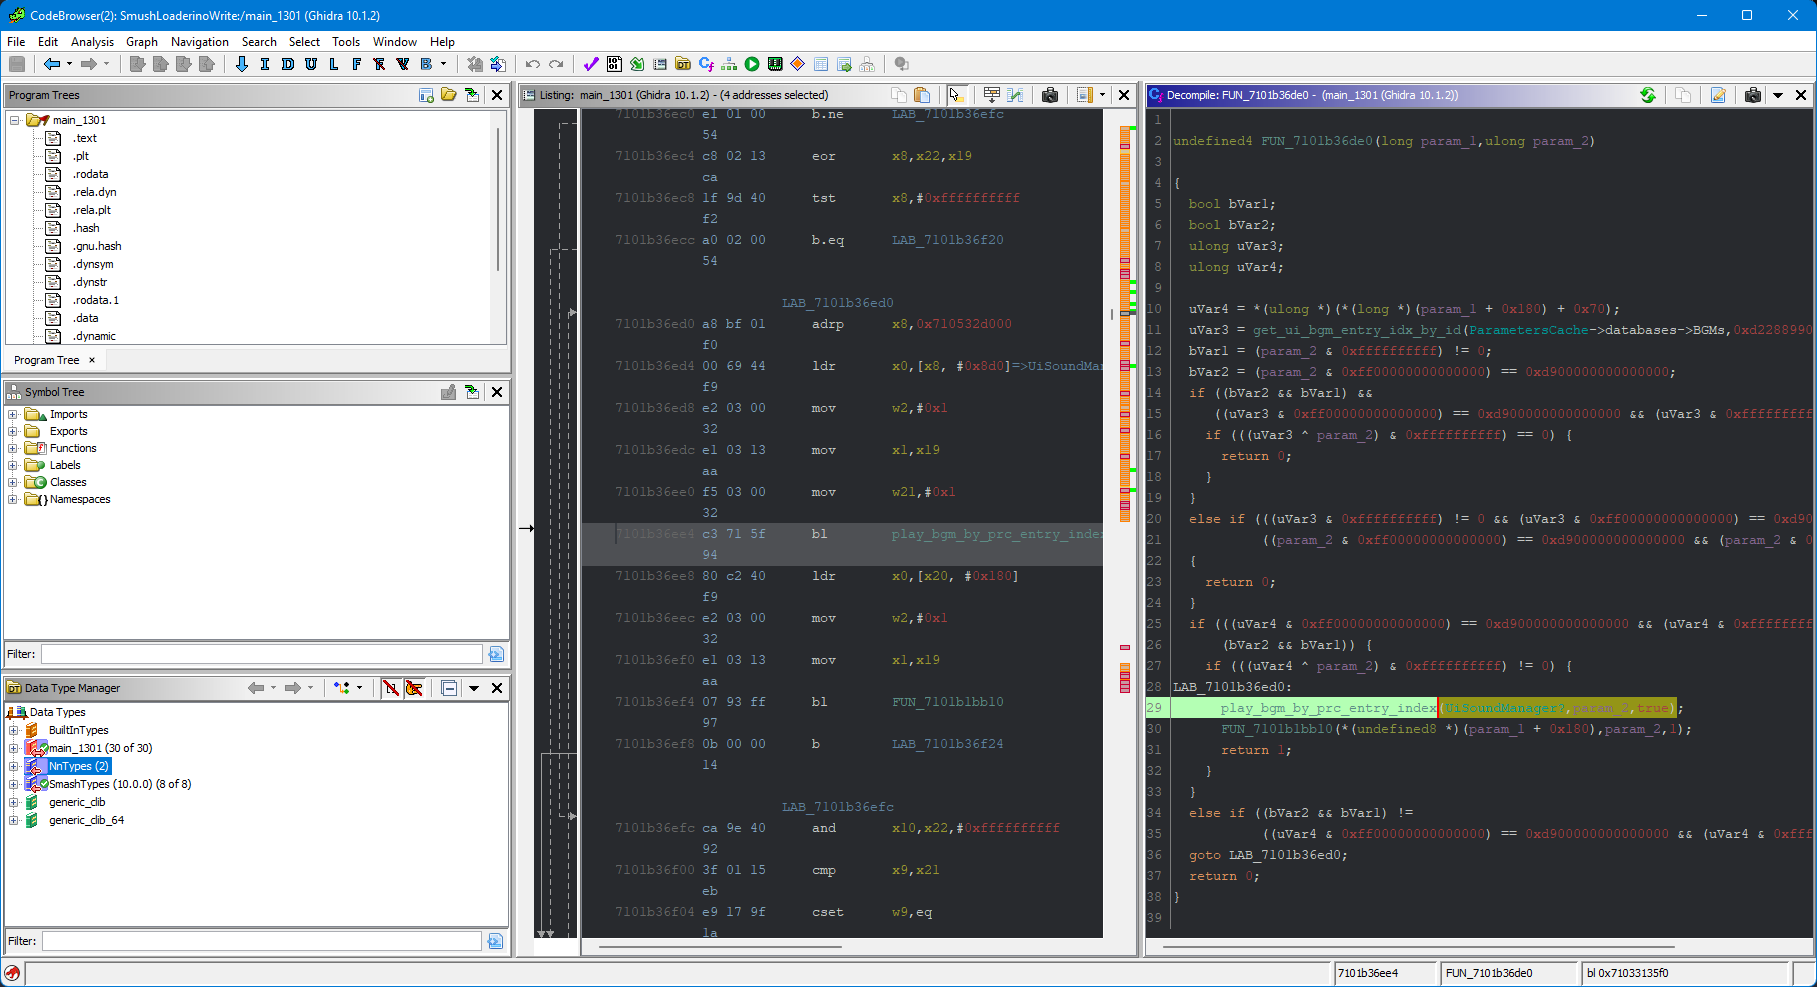 CodeBrowser(2): SmushLoaderinoWrite:/main_1301 (Ghidra 10.1.2)
File Edit Analysis Graph Navigation Search Select Tools Window Help
I D U L F B
Program Trees
main_1301
.text
.plt
.rodata
.rela.dyn
.rela.plt
.hash
.gnu.hash
.dynsym
.dynstr
.rodata.1
.data
.dynamic
Program Tree ×
Symbol Tree
Imports
Exports
Functions
Labels
Classes
Namespaces
Filter:
Data Type Manager
Data Types
BuiltInTypes
main_1301 (30 of 30)
NnTypes (2)
SmashTypes (10.0.0) (8 of 8)
generic_clib
generic_clib_64
Filter:
Listing: main_1301 (Ghidra 10.1.2) - (4 addresses selected)
7101b36ec0 e1 01 00 b.ne LAB_7101b36efc
54
7101b36ec4 c8 02 13 eor x8,x22,x19
ca
7101b36ec8 1f 9d 40 tst x8,#0xffffffffff
f2
7101b36ecc a0 02 00 b.eq LAB_7101b36f20
54
LAB_7101b36ed0
7101b36ed0 a8 bf 01 adrp x8,0x710532d000
f0
7101b36ed4 00 69 44 ldr x0,[x8, #0x8d0]=>UiSoundMa
f9
7101b36ed8 e2 03 00 mov w2,#0x1
32
7101b36edc e1 03 13 mov x1,x19
aa
7101b36ee0 f5 03 00 mov w21,#0x1
32
7101b36ee4 c3 71 5f bl play_bgm_by_prc_entry_index
94
7101b36ee8 80 c2 40 ldr x0,[x20, #0x180]
f9
7101b36eec e2 03 00 mov w2,#0x1
32
7101b36ef0 e1 03 13 mov x1,x19
aa
7101b36ef4 07 93 ff bl FUN_7101b1bb10
97
7101b36ef8 0b 00 00 b LAB_7101b36f24
14
LAB_7101b36efc
7101b36efc ca 9e 40 and x10,x22,#0xffffffffff
92
7101b36f00 3f 01 15 cmp x9,x21
eb
7101b36f04 e9 17 9f cset w9,eq
1a
Decompile: FUN_7101b36de0 - (main_1301 (Ghidra 10.1.2))
1
2 undefined4 FUN_7101b36de0(long param_1,ulong param_2)
3
4 {
5 bool bVar1;
6 bool bVar2;
7 ulong uVar3;
8 ulong uVar4;
9
10 uVar4 = *(ulong *)(*(long *)(param_1 + 0x180) + 0x70);
11 uVar3 = get_ui_bgm_entry_idx_by_id(ParametersCache->databases->BGMs,0xd2288990
12 bVar1 = (param_2 & 0xffffffffff) != 0;
13 bVar2 = (param_2 & 0xff00000000000000) == 0xd900000000000000;
14 if ((bVar2 && bVar1) &&
15 ((uVar3 & 0xff00000000000000) == 0xd900000000000000 && (uVar3 & 0xfffffffff
16 if (((uVar3 ^ param_2) & 0xffffffffff) == 0) {
17 return 0;
18 }
19 }
20 else if (((uVar3 & 0xffffffffff) != 0 && (uVar3 & 0xff00000000000000) == 0xd90
21 ((param_2 & 0xff00000000000000) == 0xd900000000000000 && (param_2 & 0
22 {
23 return 0;
24 }
25 if (((uVar4 & 0xff00000000000000) == 0xd900000000000000 && (uVar4 & 0xffffffff
26 (bVar2 && bVar1)) {
27 if (((uVar4 ^ param_2) & 0xffffffffff) != 0) {
28 LAB_7101b36ed0:
29 play_bgm_by_prc_entry_index(UiSoundManager?,param_2,true);
30 FUN_7101b1bb10(*(undefined8 *)(param_1 + 0x180),param_2,1);
31 return 1;
32 }
33 }
34 else if ((bVar2 && bVar1) !=
35 ((uVar4 & 0xff00000000000000) == 0xd900000000000000 && (uVar4 & 0xfff
36 goto LAB_7101b36ed0;
37 return 0;
38 }
39
7101b36ee4 FUN_7101b36de0 bl 0x71033135f0